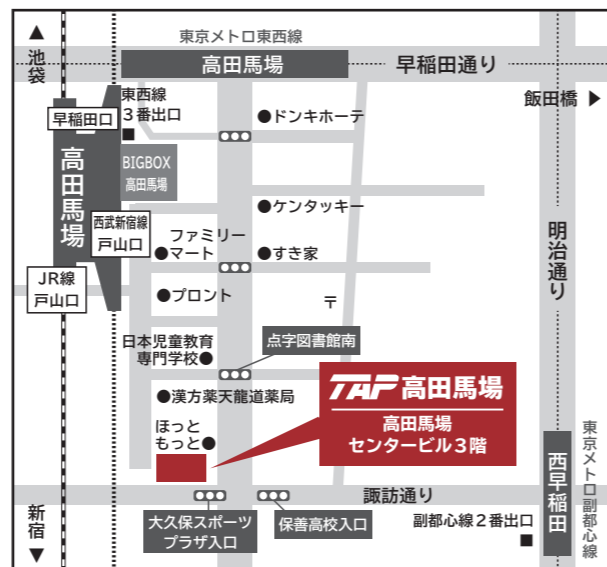 東京メトロ東西線
▲
池袋
高田馬場
早稲田通り
飯田橋 ▶
早稲田口
東西線
3番出口
■
●ドンキホーテ
高田馬場
BIGBOX
高田馬場
●ケンタッキー
西武新宿線
戸山口
ファミリー
●マート
●すき家
明治通り
JR線
戸山口
●プロント
〒
日本児童教育
専門学校●
点字図書館南
●漢方薬天龍道薬局
TAP 高田馬場
高田馬場
センタービル3階
ほっと
もっと●
西早稲田
東京メトロ副都心線
諏訪通り
新宿
▼
大久保スポーツ
プラザ入口
保善高校入口
副都心線2番出口
■